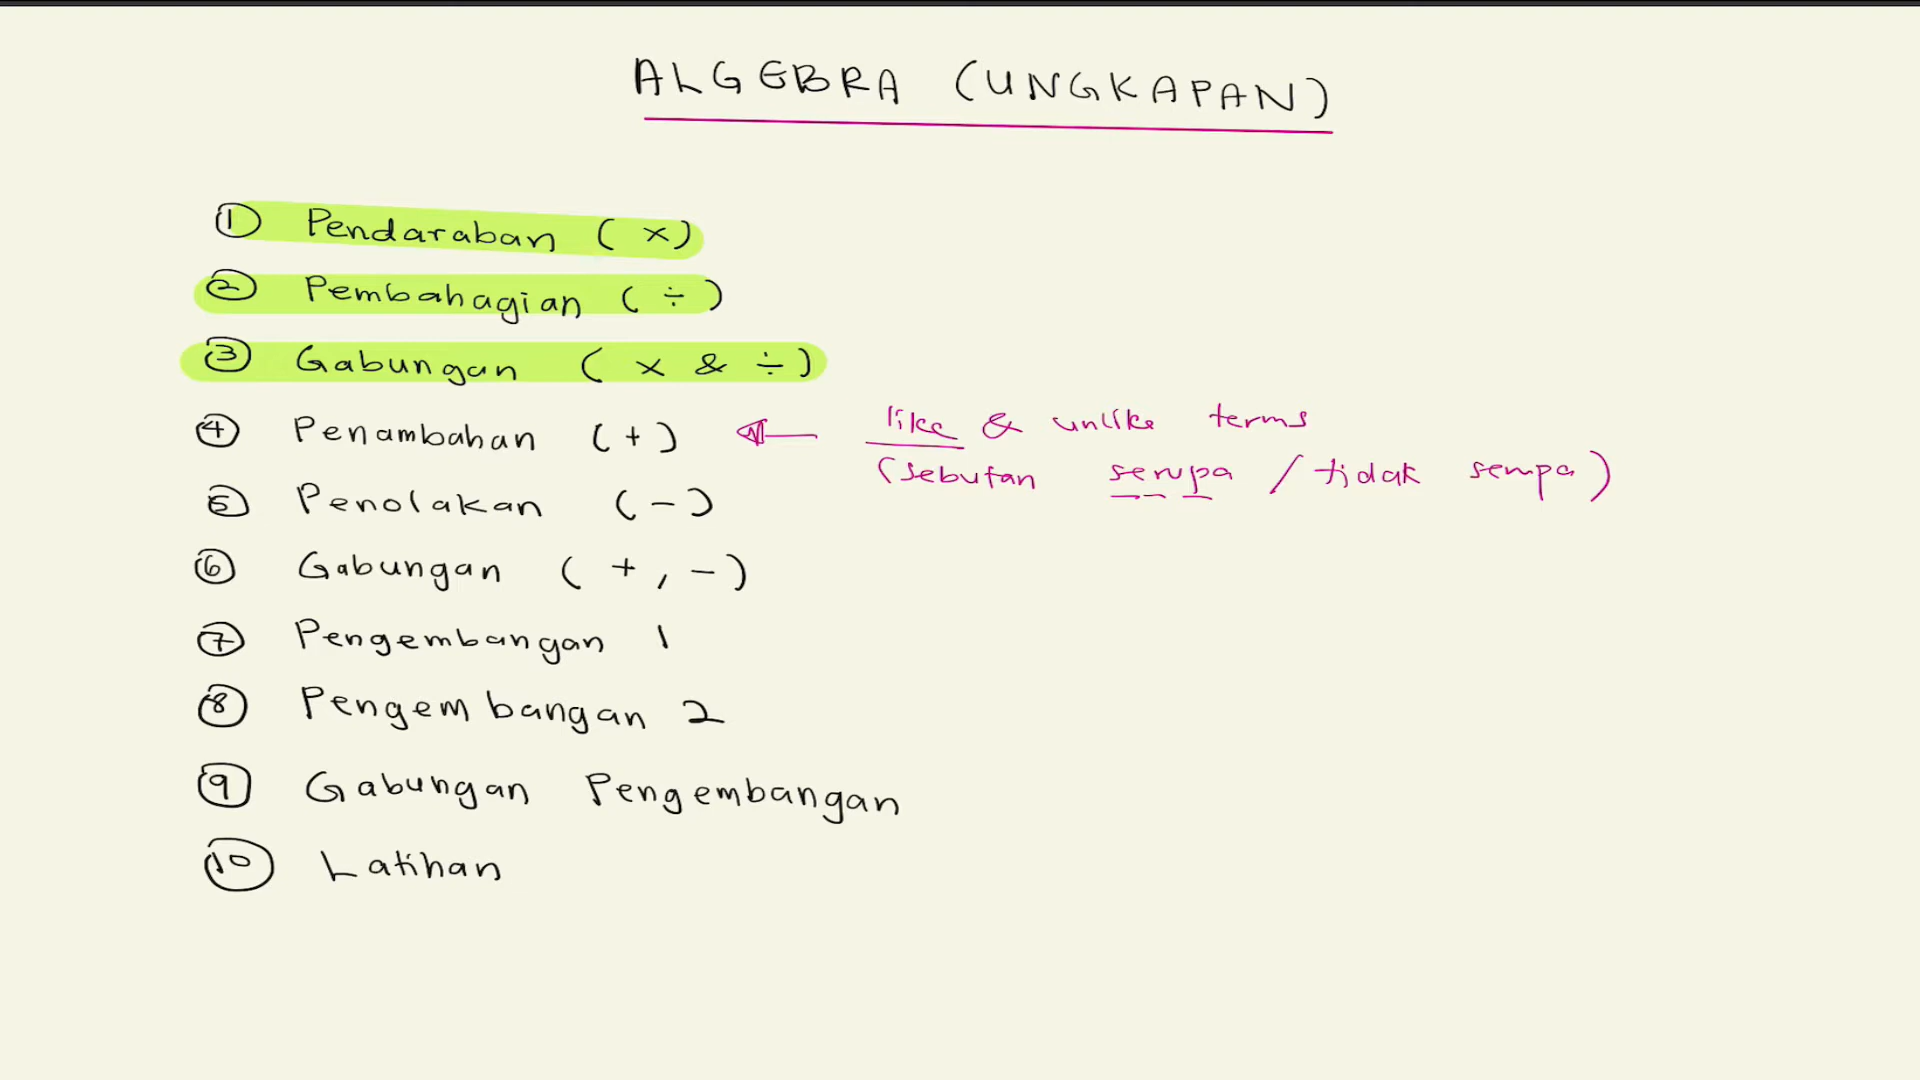 ALGEBRA (UNGKAPAN)
① Pendaraban (×)
② Pembahagian (÷)
③ Gabungan (× & ÷)
④ Penambahan (+)
like & unlike terms
(sebutan serupa / tidak serupa)
⑤ Penolakan (-)
⑥ Gabungan (+, -)
⑦ Pengembangan 1
⑧ Pengembangan 2
⑨ Gabungan Pengembangan
⑩ Latihan